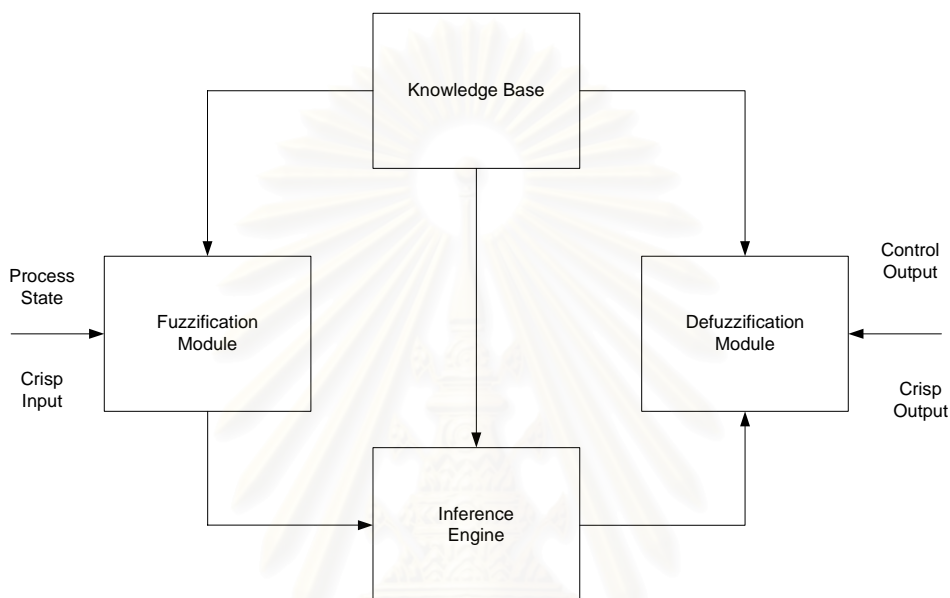 Knowledge Base
Process
State
Crisp
Input
Fuzzification
Module
Defuzzification
Module
Control
Output
Crisp
Output
Inference
Engine